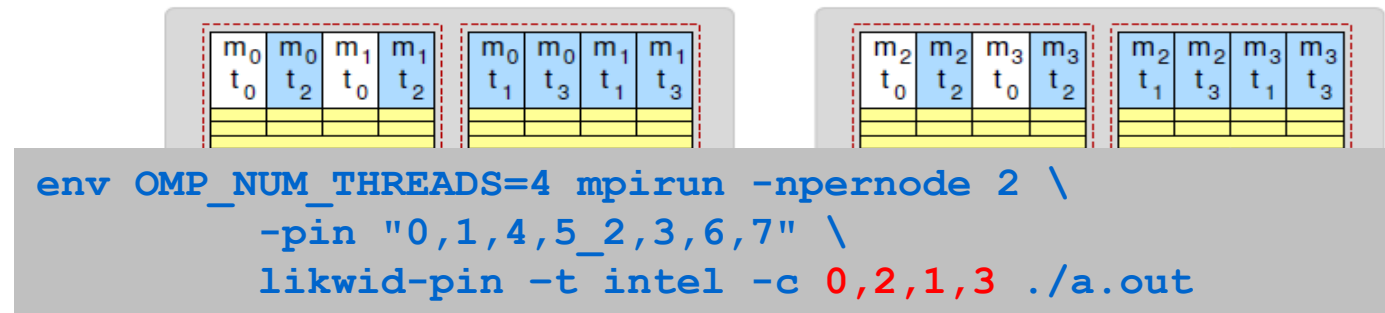 m0 m0 m1 m1 m0 m0 m1 m1 m2 m2 m3 m3 m2 m2 m3 m3
t0 t2 t0 t2 t1 t3 t1 t3 t0 t2 t0 t2 t1 t3 t1 t3
env OMP_NUM_THREADS=4 mpirun -npernode 2 \
-pin "0,1,4,5_2,3,6,7" \
likwid-pin –t intel -c 0,2,1,3 ./a.out